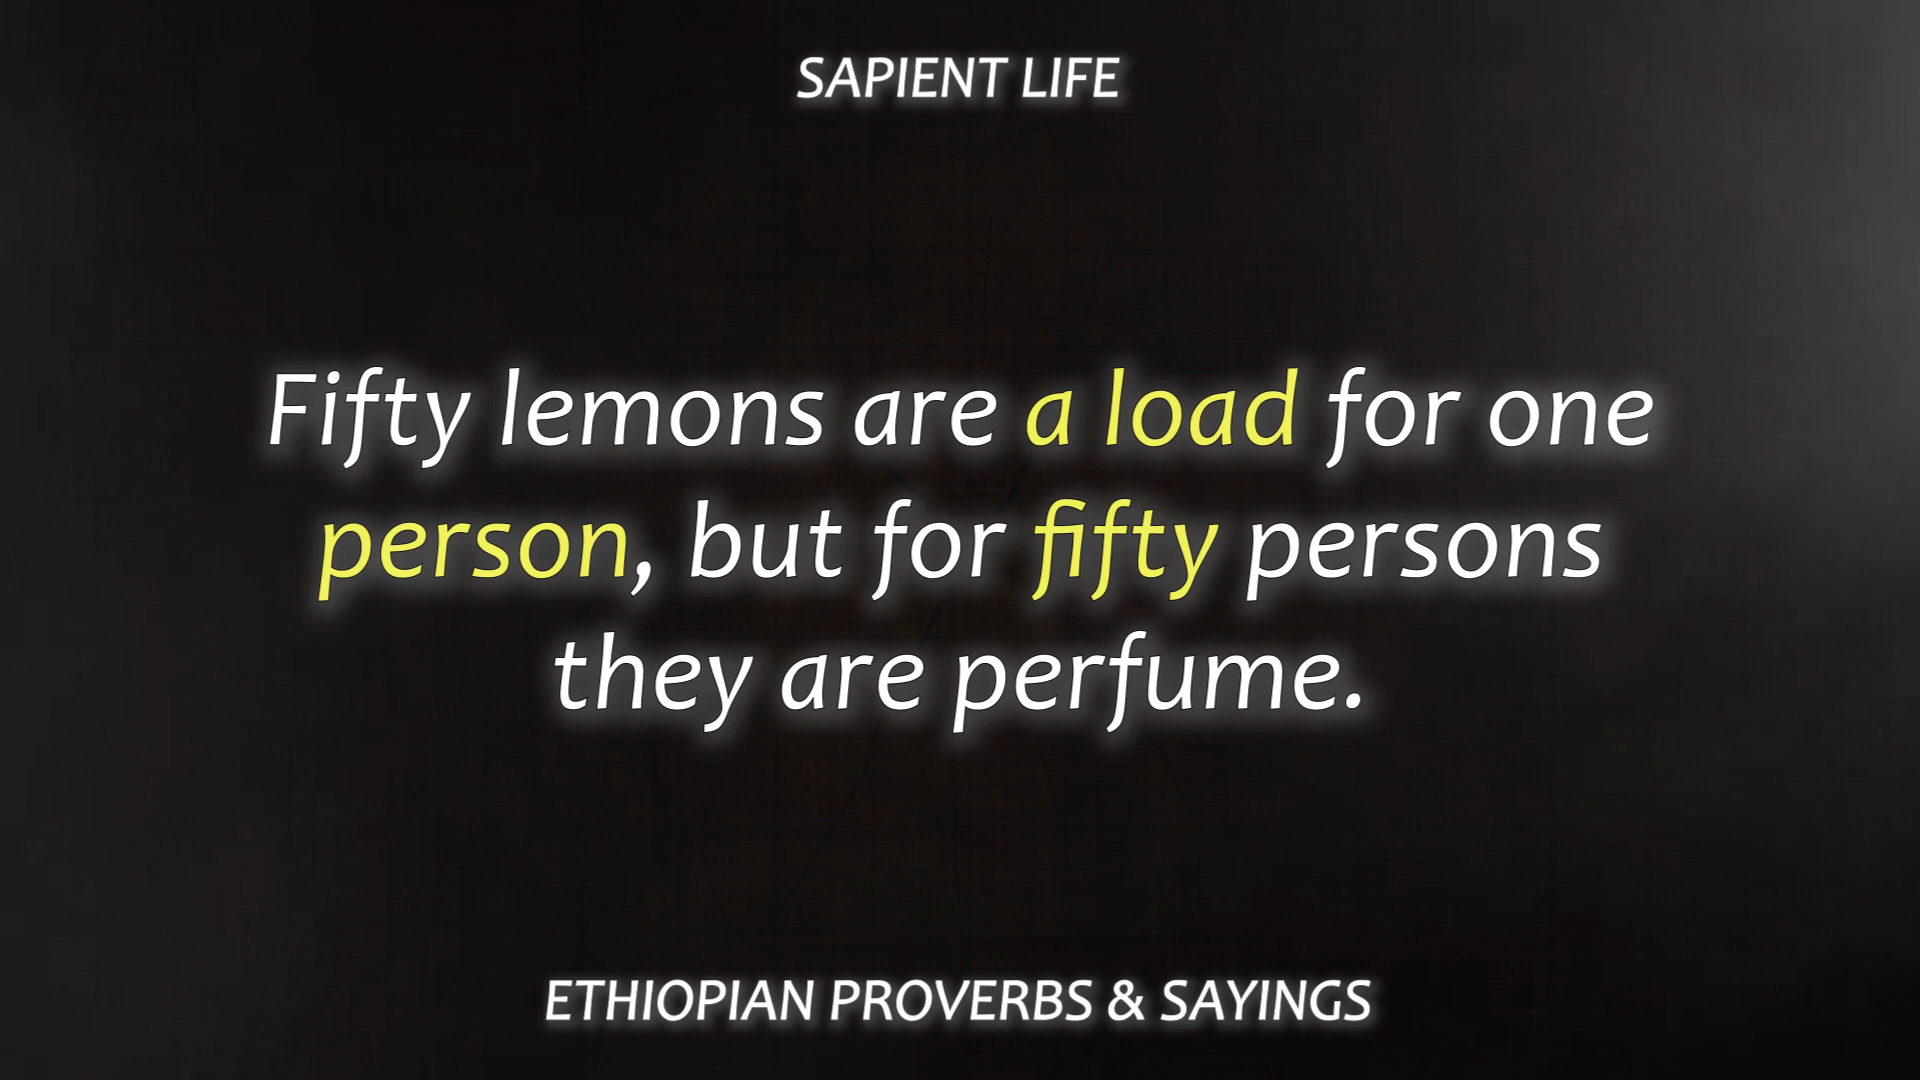 SAPIENT LIFE
Fifty lemons are a load for one
person, but for fifty persons
they are perfume.
ETHIOPIAN PROVERBS & SAYINGS